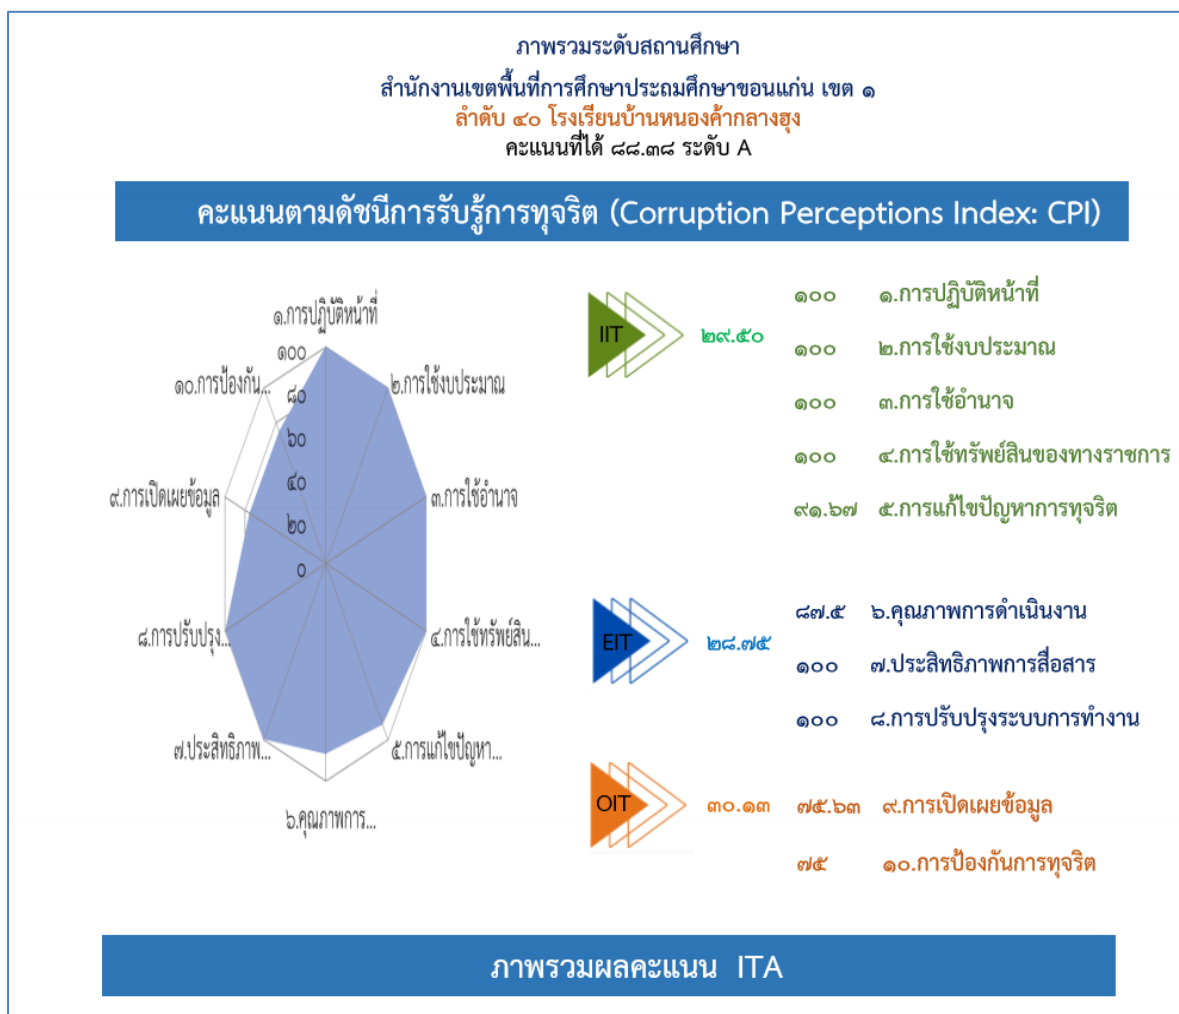 ภาพรวมระดับสถานศึกษา
สำนักงานเขตพื้นที่การศึกษาประถมศึกษาขอนแก่น เขต ๑
ลำดับ ๔๐ โรงเรียนบ้านหนองค้ากลางฮุง
คะแนนที่ได้ ๘๘.๓๘ ระดับ A
คะแนนตามดัชนีการรับรู้การทุจริต (Corruption Perceptions Index: CPI)
๑.การปฏิบัติหน้าที่
๒.การใช้งบประมาณ
๓.การใช้อำนาจ
๔.การใช้ทรัพย์สิน...
๕.การแก้ไขปัญหา...
๖.คุณภาพการ...
๗.ประสิทธิภาพ...
๘.การปรับปรุง...
๙.การเปิดเผยข้อมูล
๑๐.การป้องกัน...
๑๐๐
๘๐
๖๐
๔๐
๒๐
๐
IIT
๒๙.๕๐
๑๐๐ ๑.การปฏิบัติหน้าที่
๑๐๐ ๒.การใช้งบประมาณ
๑๐๐ ๓.การใช้อำนาจ
๑๐๐ ๔.การใช้ทรัพย์สินของทางราชการ
๙๑.๖๗ ๕.การแก้ไขปัญหาการทุจริต
EIT
๒๘.๗๕
๘๗.๕ ๖.คุณภาพการดำเนินงาน
๑๐๐ ๗.ประสิทธิภาพการสื่อสาร
๑๐๐ ๘.การปรับปรุงระบบการทำงาน
OIT
๓๐.๑๓
๗๕.๖๓ ๙.การเปิดเผยข้อมูล
๗๕ ๑๐.การป้องกันการทุจริต
ภาพรวมผลคะแนน ITA